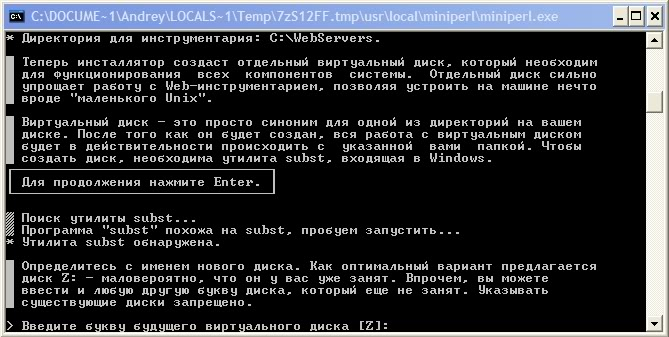 C:\DOCUME~1\Andrey\LOCALS~1\Temp\7zS12FF.tmp\usr\local\miniperl\miniperl.exe
* Директория для инструментария: C:\WebServers.
Теперь инсталлятор создаст отдельный виртуальный диск, который необходим
для функционирования всех компонентов системы. Отдельный диск сильно
упрощает работу с Web-инструментарием, позволяя устроить на машине нечто
вроде "маленького Unix".
Виртуальный диск - это просто синоним для одной из директорий на вашем
диске. После того как он будет создан, вся работа с виртуальным диском
будет в действительности происходить с указанной вами папкой. Чтобы
создать диск, необходима утилита subst, входящая в Windows.
Для продолжения нажмите Enter.
Поиск утилиты subst...
Программа "subst" похожа на subst, пробуем запустить...
* Утилита subst обнаружена.
Определитесь с именем нового диска. Как оптимальный вариант предлагается
диск Z: - маловероятно, что он у вас уже занят. Впрочем, вы можете
ввести и любую другую букву диска, который еще не занят. Указывать
существующие диски запрещено.
> Введите букву будущего виртуального диска [Z]: